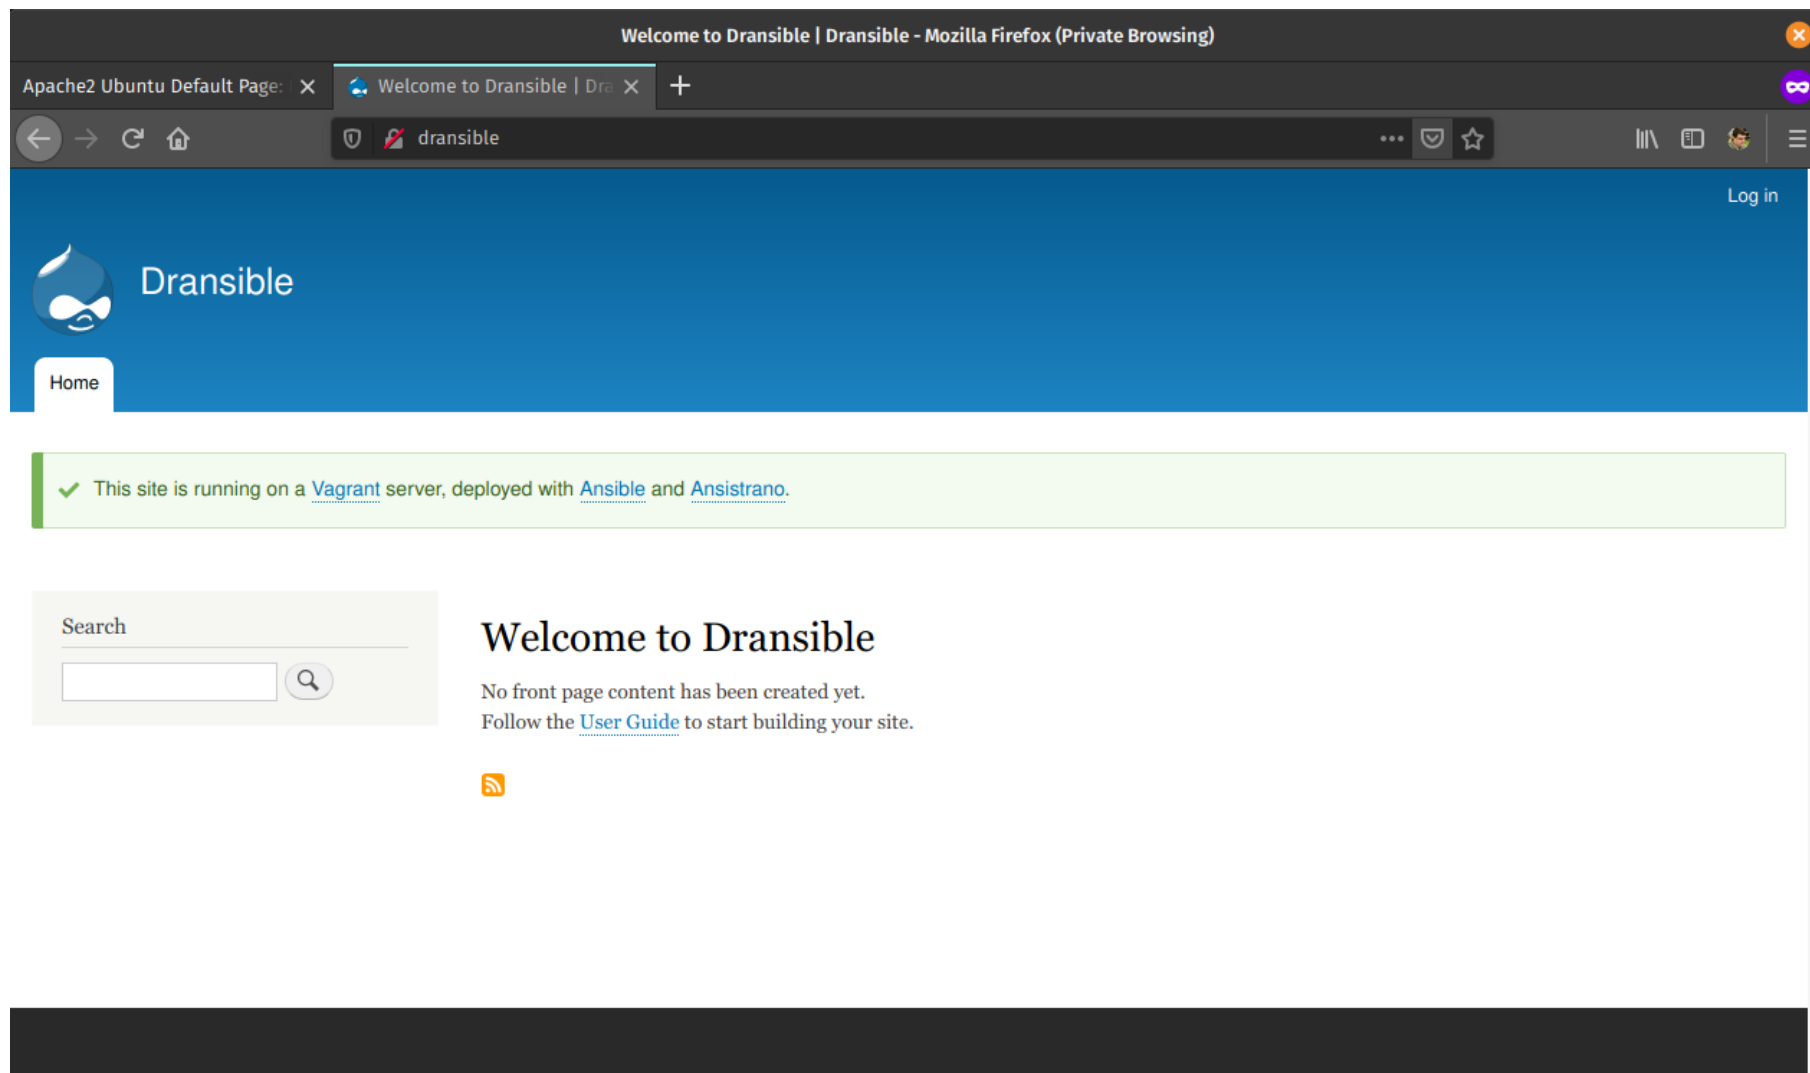 Welcome to Dransible | Dransible - Mozilla Firefox (Private Browsing)
Apache2 Ubuntu Default Page:
Welcome to Dransible | Dra
dransible
Log in
Dransible
Home
This site is running on a Vagrant server, deployed with Ansible and Ansistrano.
Search
Welcome to Dransible
No front page content has been created yet.
Follow the User Guide to start building your site.